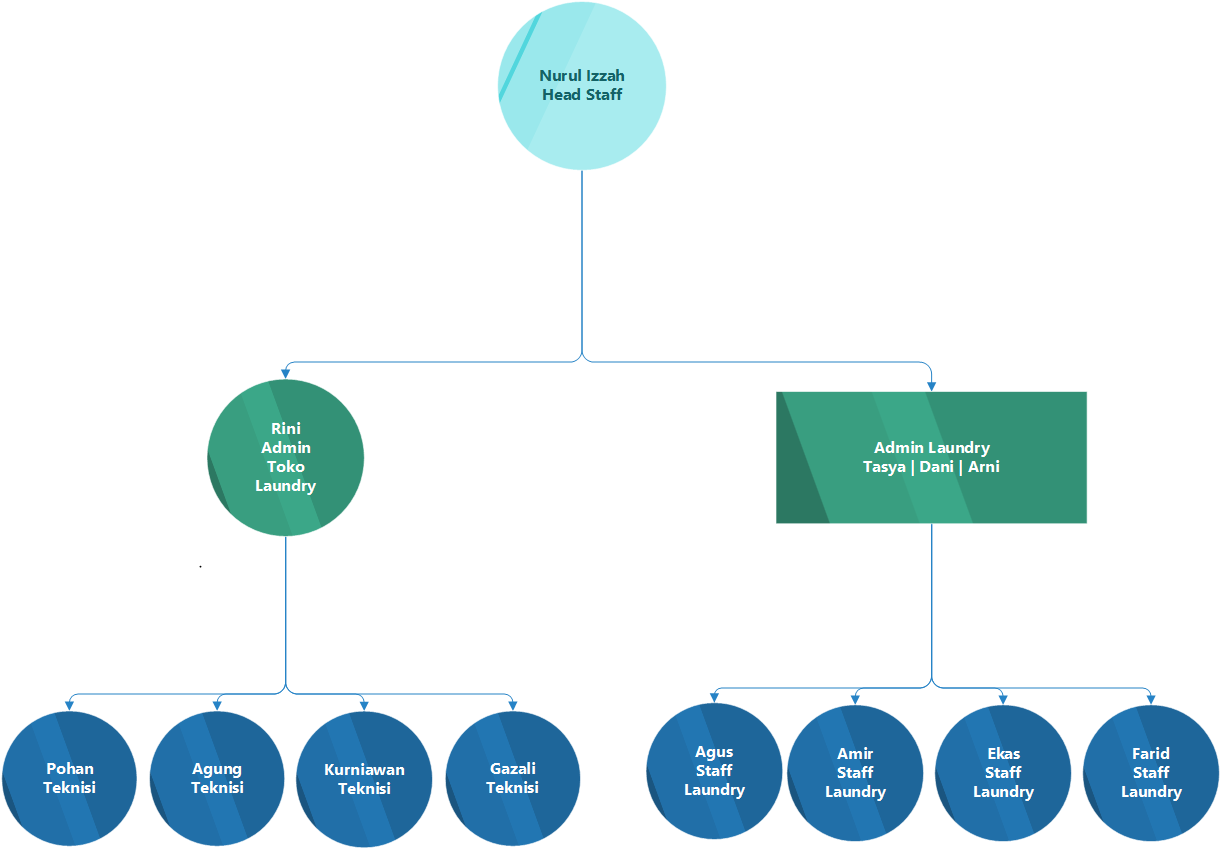 Nurul Izzah
Head Staff
Rini
Admin
Toko
Laundry
Admin Laundry
Tasya | Dani | Arni
Pohan
Teknisi
Agung
Teknisi
Kurniawan
Teknisi
Gazali
Teknisi
Agus
Staff
Laundry
Amir
Staff
Laundry
Ekas
Staff
Laundry
Farid
Staff
Laundry